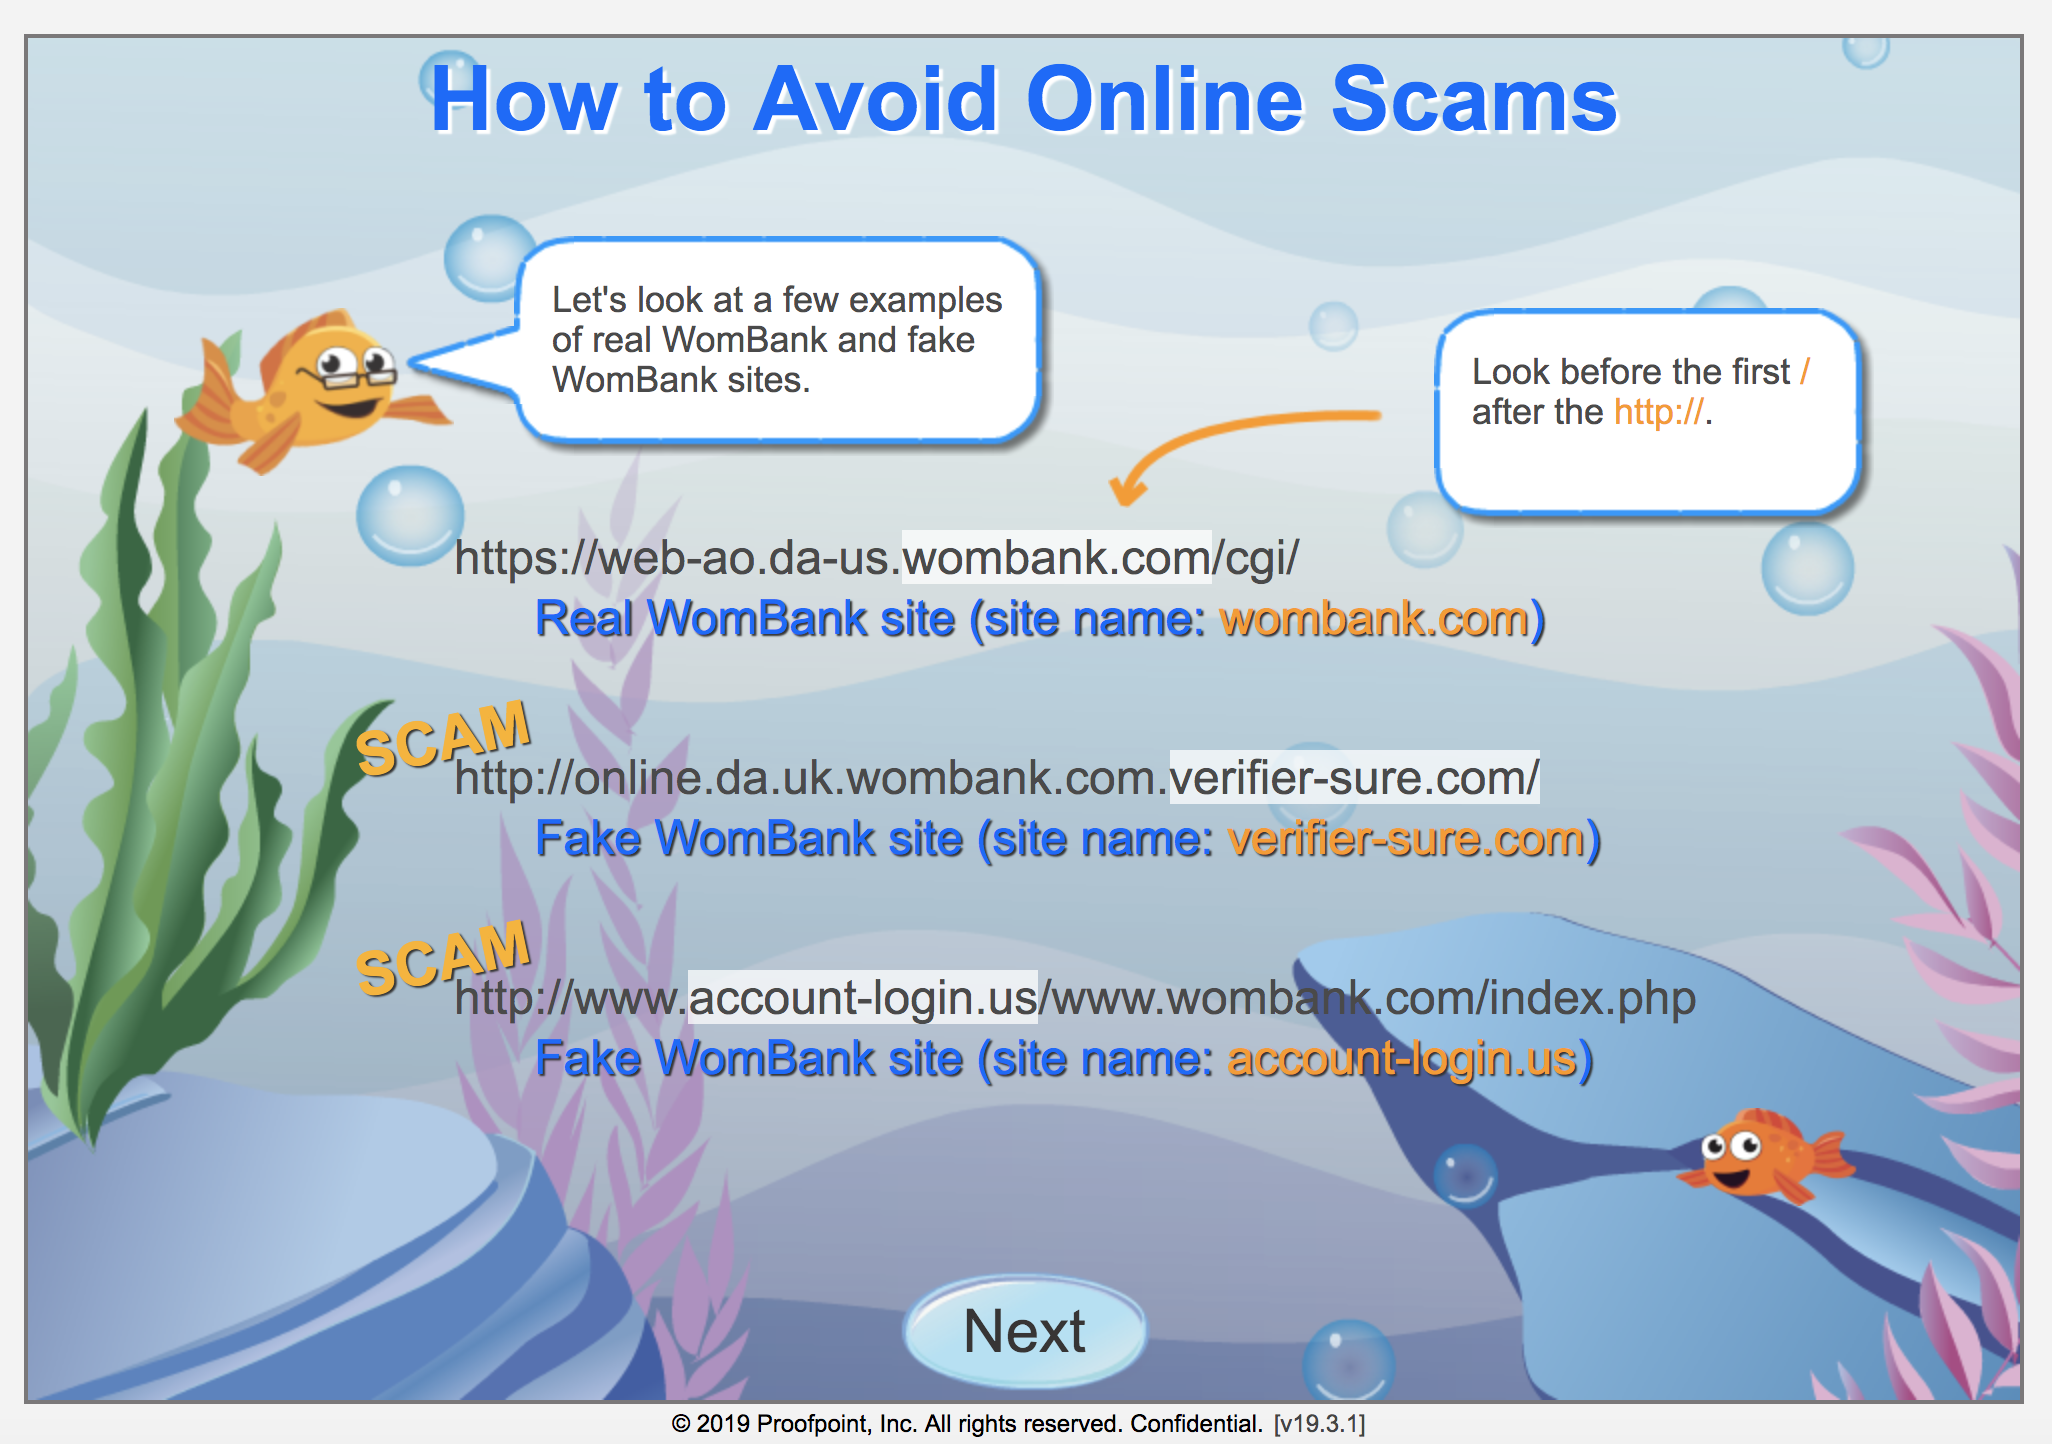 How to Avoid Online Scams
Let's look at a few examples
of real WomBank and fake
WomBank sites.
Look before the first /
after the http://.
https://web-ao.da-us.wombank.com/cgi/
Real WomBank site (site name: wombank.com)
SCAM
http://online.da.uk.wombank.com.verifier-sure.com/
Fake WomBank site (site name: verifier-sure.com)
SCAM
http://www.account-login.us/www.wombank.com/index.php
Fake WomBank site (site name: account-login.us)
Next
© 2019 Proofpoint, Inc. All rights reserved. Confidential. [v19.3.1]